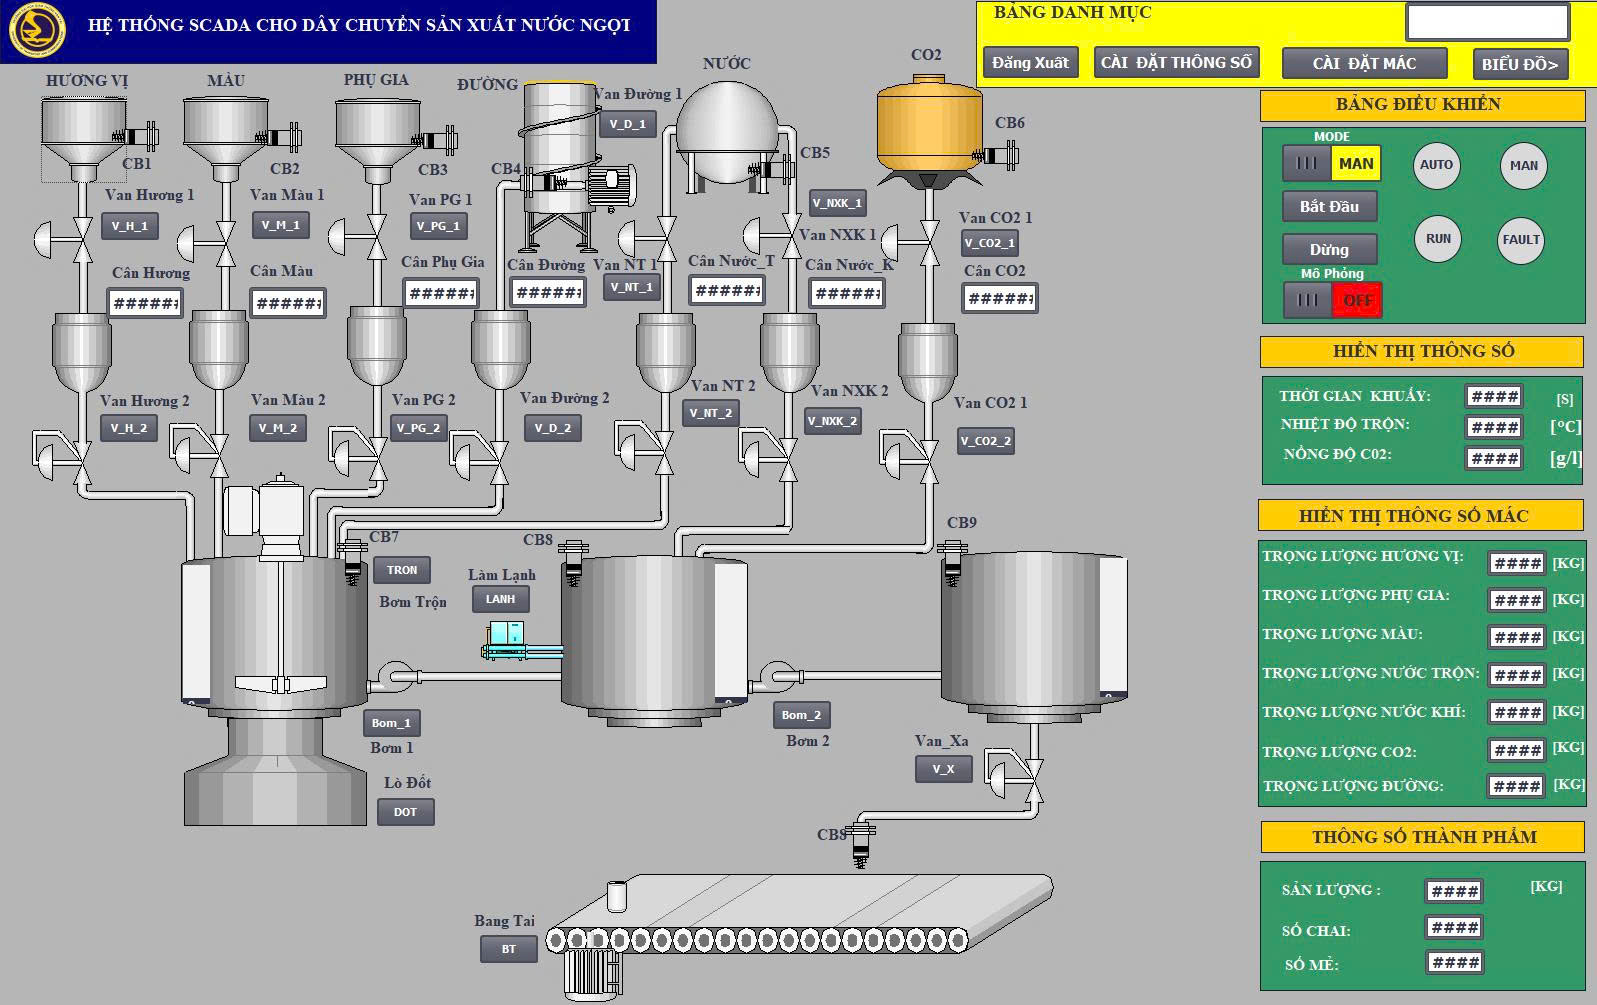 HỆ THỐNG SCADA CHO DÂY CHUYỀN SẢN XUẤT NƯỚC NGỌT
BẢNG DANH MỤC
Đăng Xuất
CÀI ĐẶT THÔNG SỐ
CÀI ĐẶT MÁC
BIỂU ĐỒ>
HƯƠNG VỊ
MÀU
PHỤ GIA
ĐƯỜNG
NƯỚC
CO2
CB1
CB2
CB3
CB4
CB5
CB6
Van Đường 1
V_D_1
Van Hương 1
V_H_1
Van Màu 1
V_M_1
Van PG 1
V_PG_1
V_NXK_1
Van NXK 1
Van CO2 1
V_CO2_1
Van NT 1
V_NT_1
Cân Hương
######
Cân Màu
######
Cân Phụ Gia
######
Cân Đường
######
Cân Nước_T
######
Cân Nước_K
######
Cân CO2
######
Van Hương 2
V_H_2
Van Màu 2
V_M_2
Van PG 2
V_PG_2
Van Đường 2
V_D_2
Van NT 2
V_NT_2
Van NXK 2
V_NXK_2
Van CO2 1
V_CO2_2
CB7
TRON
Bơm Trộn
CB8
Làm Lạnh
LANH
CB9
Bom_1
Bơm 1
Bom_2
Bơm 2
Lò Đốt
DOT
Van_Xa
V_X
CB8
Bang Tai
BT
BẢNG ĐIỀU KHIỂN
MODE
MAN
AUTO
MAN
Bắt Đầu
RUN
FAULT
Dừng
Mô Phỏng
OFF
HIỂN THỊ THÔNG SỐ
THỜI GIAN KHUẤY: #### [S]
NHIỆT ĐỘ TRỘN: #### [°C]
NỒNG ĐỘ C02: #### [g/l]
HIỂN THỊ THÔNG SỐ MÁC
TRỌNG LƯỢNG HƯƠNG VỊ: #### [KG]
TRỌNG LƯỢNG PHỤ GIA: #### [KG]
TRỌNG LƯỢNG MÀU: #### [KG]
TRỌNG LƯỢNG NƯỚC TRỘN: #### [KG]
TRỌNG LƯỢNG NƯỚC KHÍ: #### [KG]
TRỌNG LƯỢNG CO2: #### [KG]
TRỌNG LƯỢNG ĐƯỜNG: #### [KG]
THÔNG SỐ THÀNH PHẨM
SẢN LƯỢNG : #### [KG]
SỐ CHAI: ####
SỐ MẺ: ####